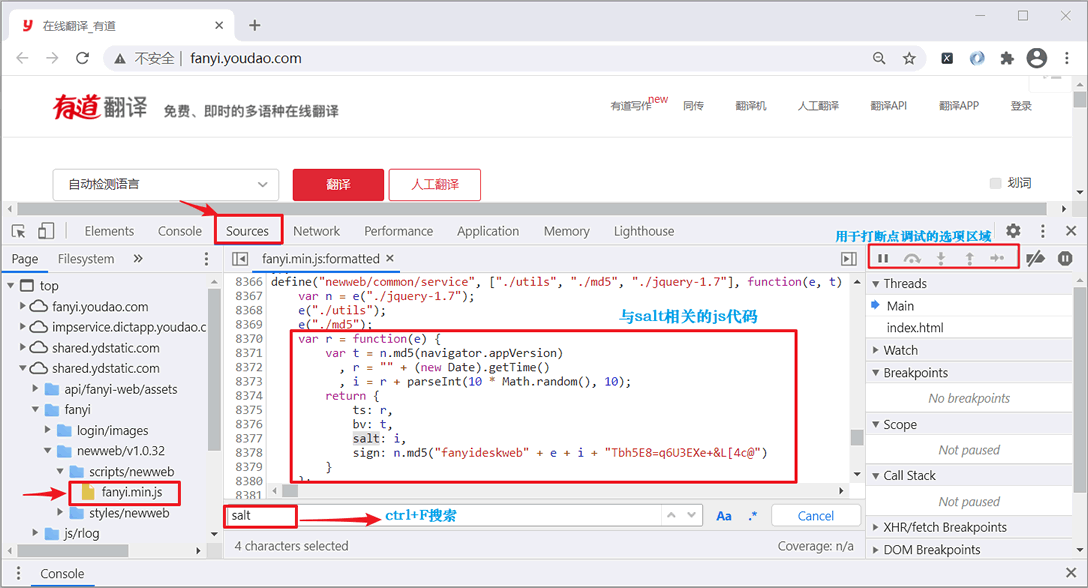 在线翻译_有道
不安全 fanyi.youdao.com
有道翻译 免费、即时的多语种在线翻译
有道写作 new 同传 翻译机 人工翻译 翻译API 翻译APP 登录
自动检测语言 翻译 人工翻译 划词
Elements Console Sources Network Performance Application Memory Lighthouse
用于打断点调试的选项区域
Page Filesystem »
fanyi.min.js:formatted
top
fanyi.youdao.com
impservice.dictapp.youdao.c
shared.ydstatic.com
shared.ydstatic.com
api/fanyi-web/assets
fanyi
login/images
newweb/v1.0.32
scripts/newweb
fanyi.min.js
styles/newweb
js/rlog
8366 define("newweb/common/service", ["./utils", "./md5", "./jquery-1.7"], function(e, t)
8367 var n = e("./jquery-1.7");
8368 e("./utils");
8369 e("./md5");
与salt相关的js代码
8370 var r = function(e) {
8371 var t = n.md5(navigator.appVersion)
8372 , r = "" + (new Date).getTime()
8373 , i = r + parseInt(10 * Math.random(), 10);
8374 return {
8375 ts: r,
8376 bv: t,
8377 salt: i,
8378 sign: n.md5("fanyideskweb" + e + i + "Tbh5E8=q6U3EXe+&L[4c@")
8379 }
8380 };
8381
salt
ctrl+F搜索
Aa .* Cancel
4 characters selected Coverage: n/a
Threads
Main
index.html
Watch
Breakpoints
No breakpoints
Scope
Not paused
Call Stack
Not paused
XHR/fetch Breakpoints
DOM Breakpoints
Console